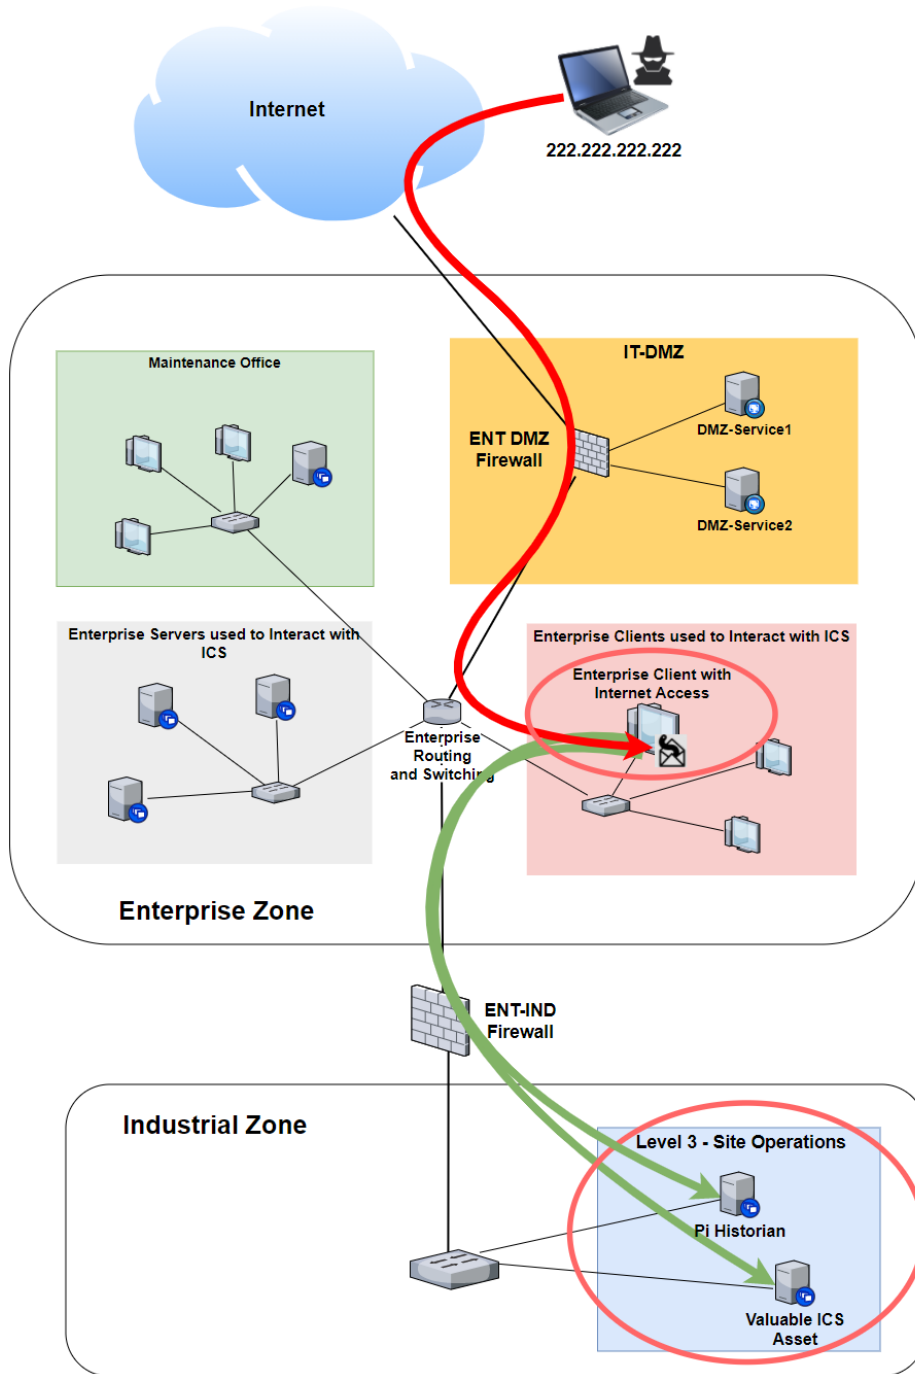 Internet
222.222.222.222
Maintenance Office
IT-DMZ
DMZ-Service1
ENT DMZ
Firewall
DMZ-Service2
Enterprise Servers used to Interact with
ICS
Enterprise Clients used to Interact with ICS
Enterprise Client with
Internet Access
Enterprise
Routing
and Switching
Enterprise Zone
ENT-IND
Firewall
Industrial Zone
Level 3 - Site Operations
Pi Historian
Valuable ICS
Asset